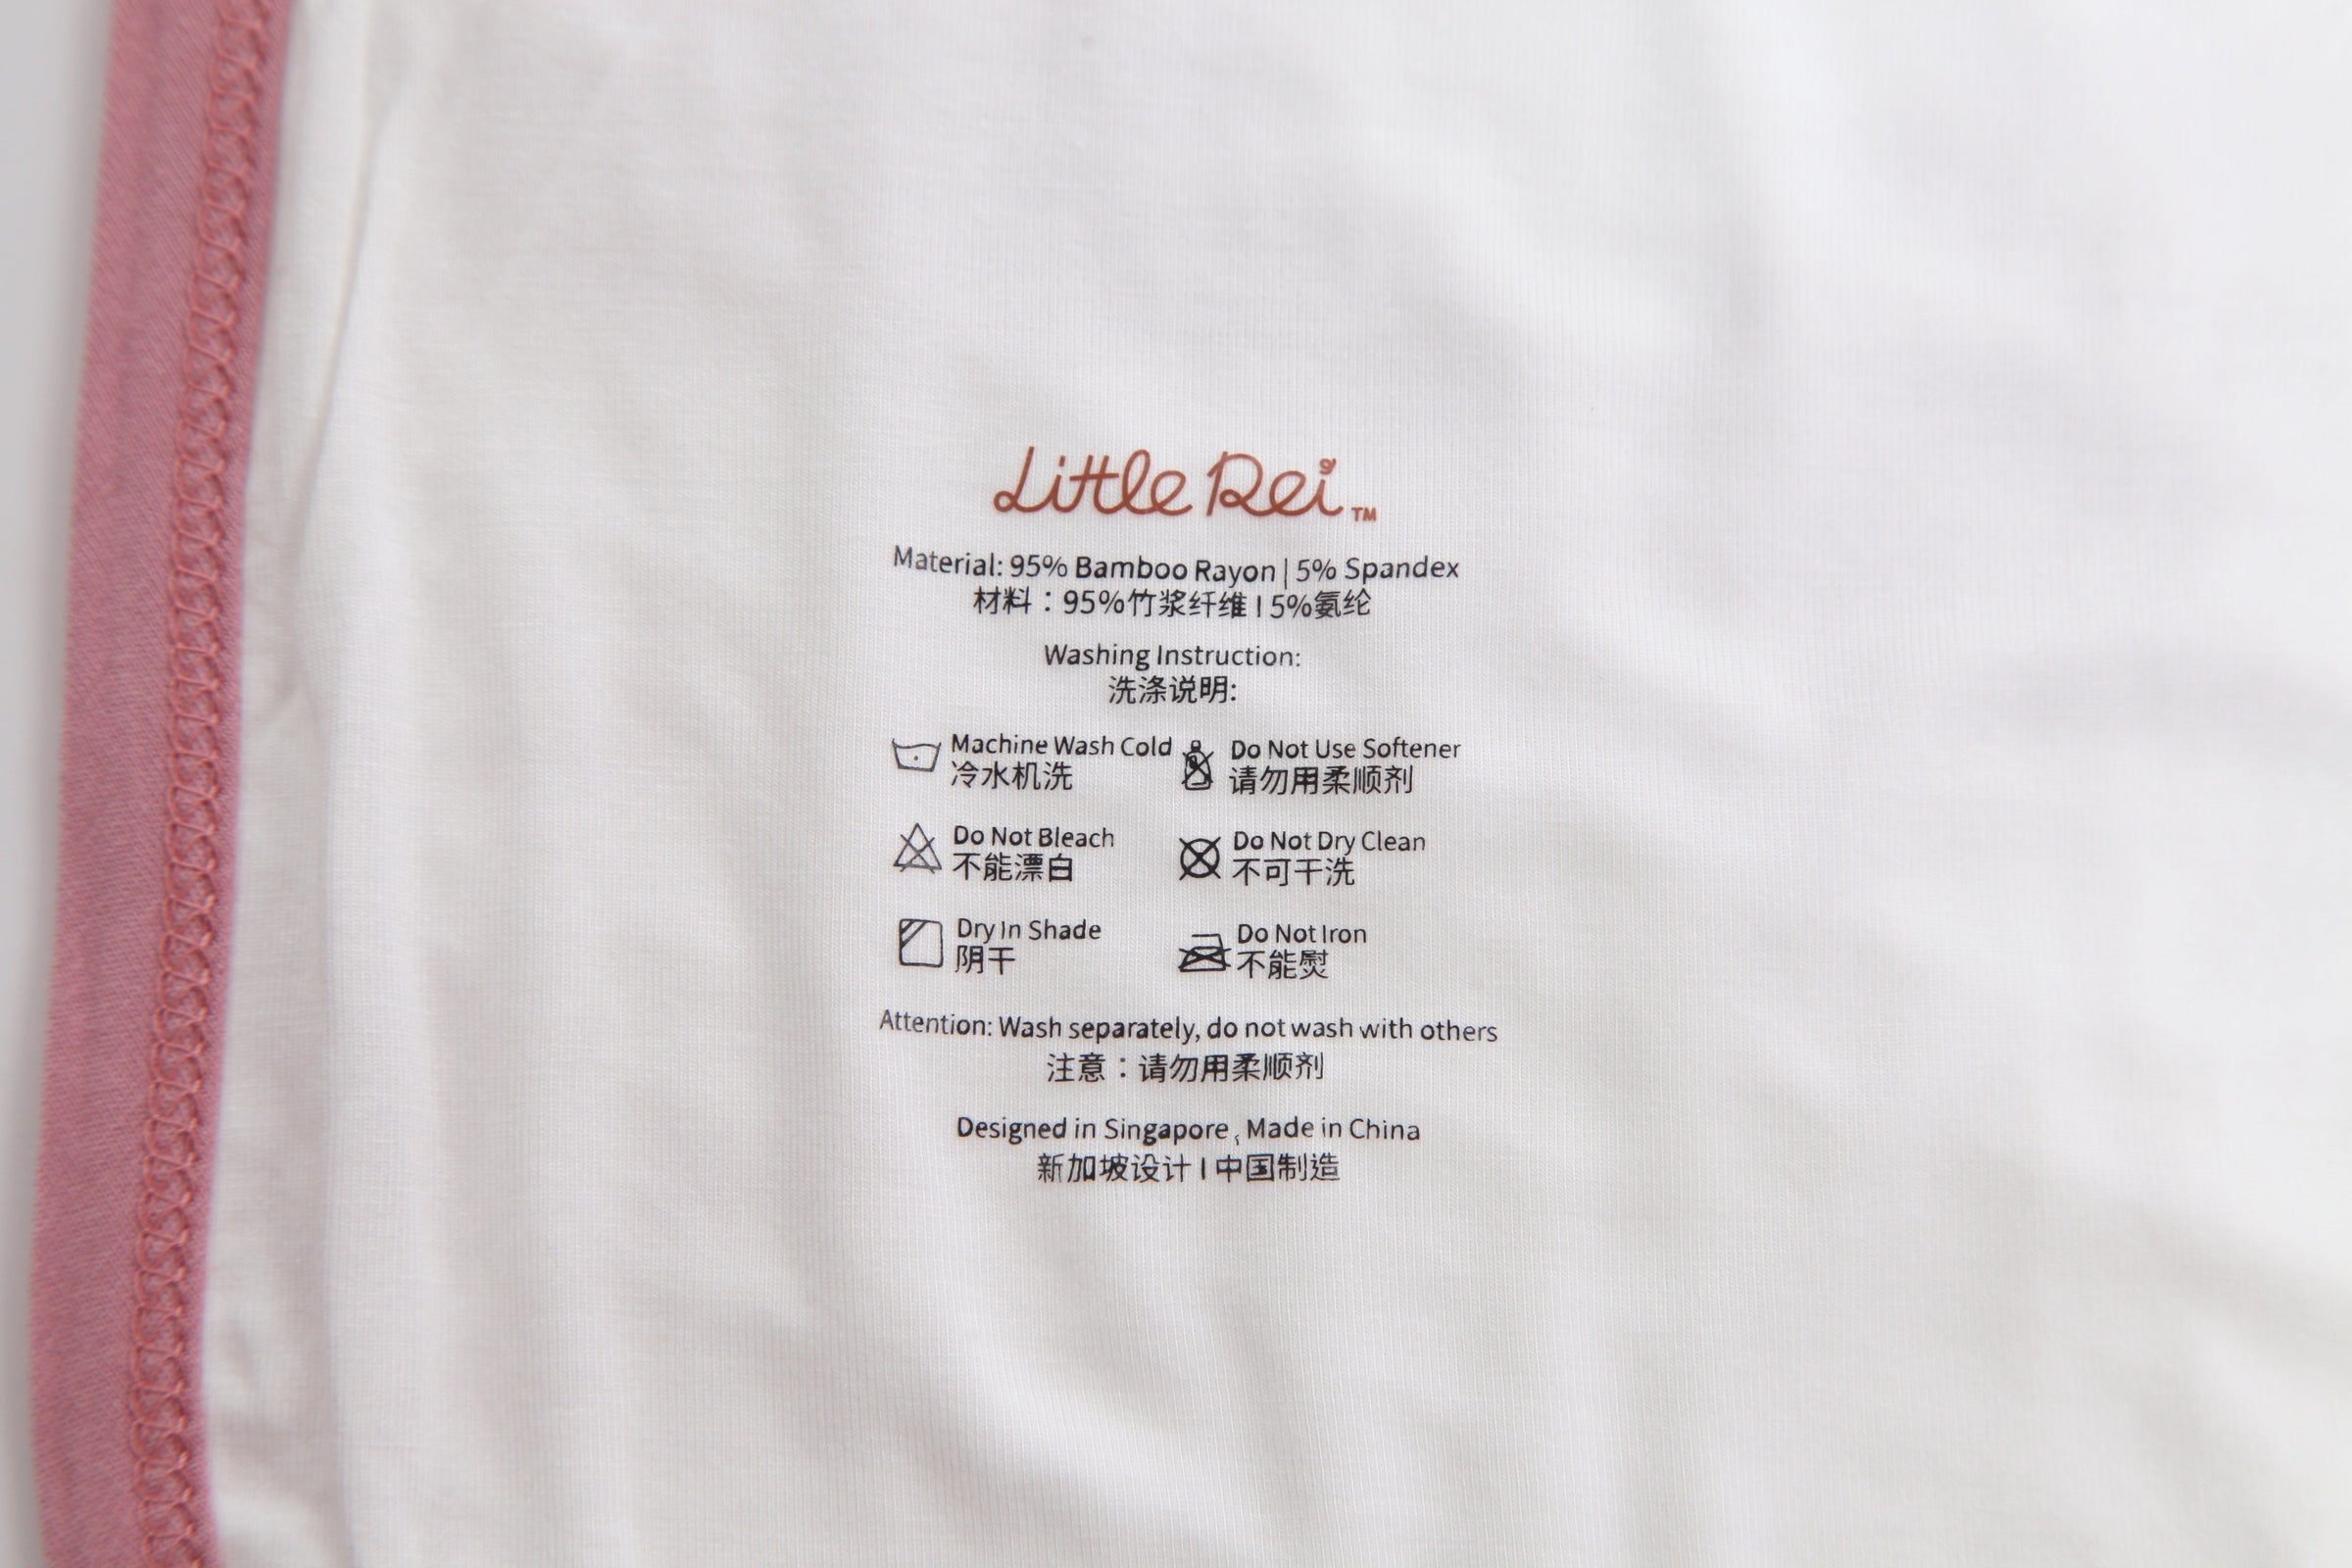 Little Rei TM
Material: 95% Bamboo Rayon | 5% Spandex
材料：95%竹浆纤维 I 5%氨纶
Washing Instruction:
洗涤说明:
Machine Wash Cold
冷水机洗
Do Not Use Softener
请勿用柔顺剂
Do Not Bleach
不能漂白
Do Not Dry Clean
不可干洗
Dry In Shade
阴干
Do Not Iron
不能熨
Attention: Wash separately, do not wash with others
注意：请勿用柔顺剂
Designed in Singapore , Made in China
新加坡设计 I 中国制造